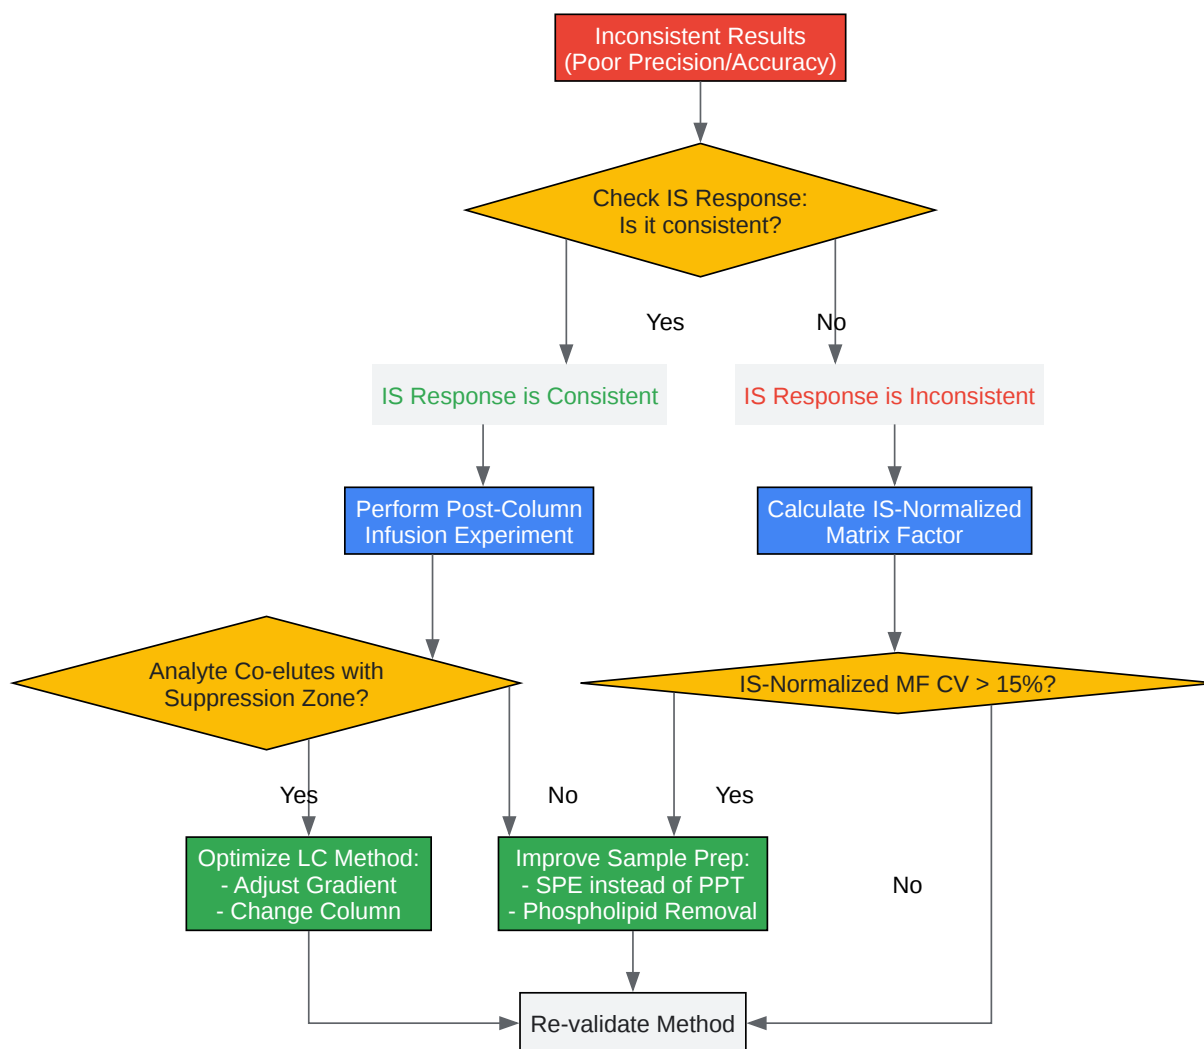 Inconsistent Results
(Poor Precision/Accuracy)
Check IS Response:
Is it consistent?
Yes
No
IS Response is Consistent
IS Response is Inconsistent
Perform Post-Column
Infusion Experiment
Calculate IS-Normalized
Matrix Factor
Analyte Co-elutes with
Suppression Zone?
IS-Normalized MF CV > 15%?
Yes
No
Yes
No
Optimize LC Method:
- Adjust Gradient
- Change Column
Improve Sample Prep:
- SPE instead of PPT
- Phospholipid Removal
Re-validate Method